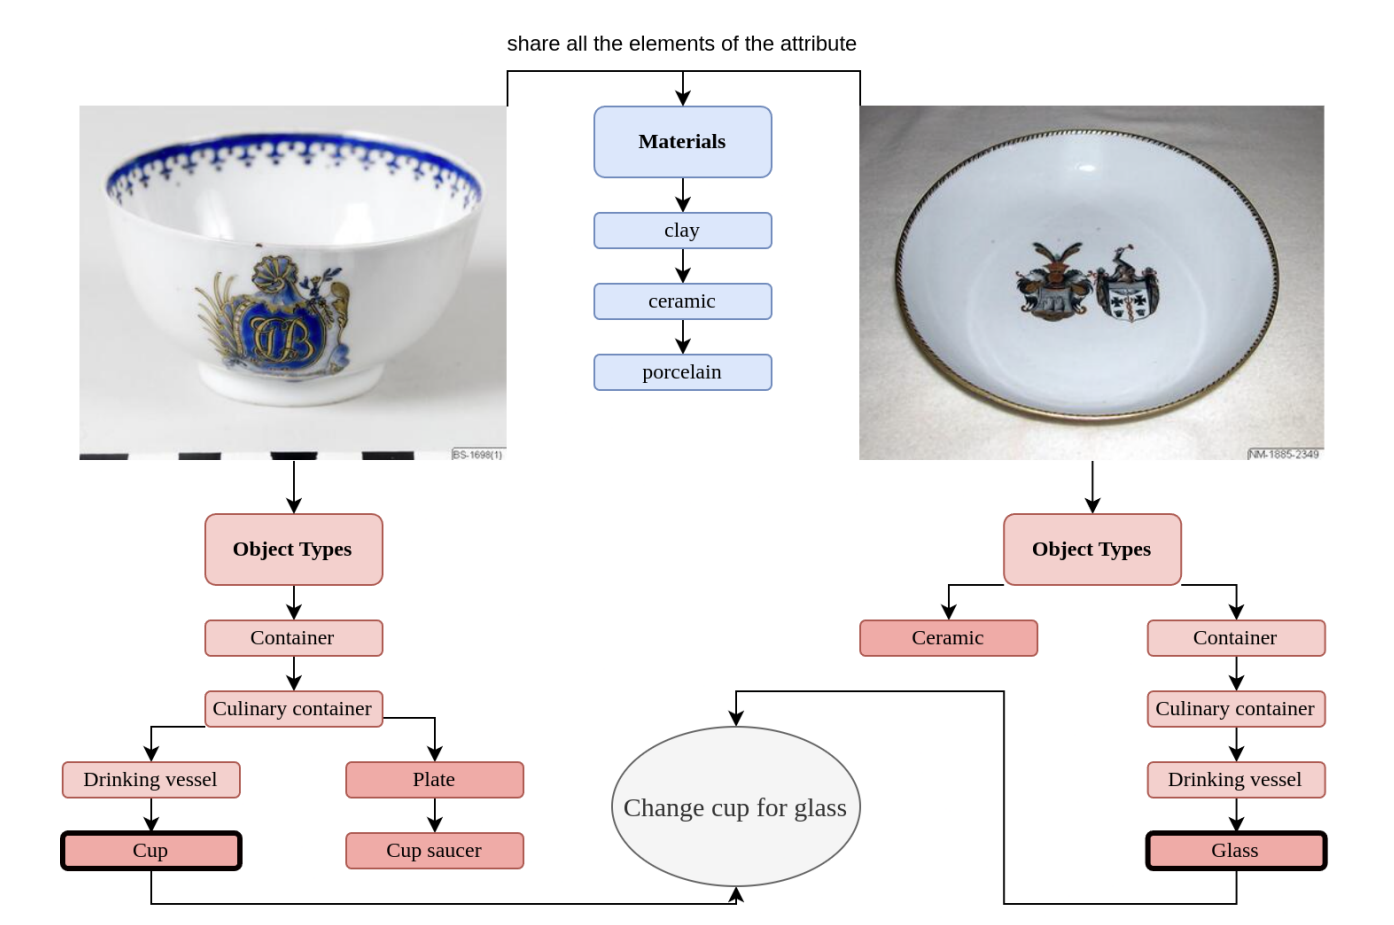 share all the elements of the attribute
Materials
clay
ceramic
porcelain
BS-1698(1)
NM-1885-2349
Object Types
Container
Culinary container
Drinking vessel
Plate
Cup
Cup saucer
Change cup for glass
Object Types
Ceramic
Container
Culinary container
Drinking vessel
Glass